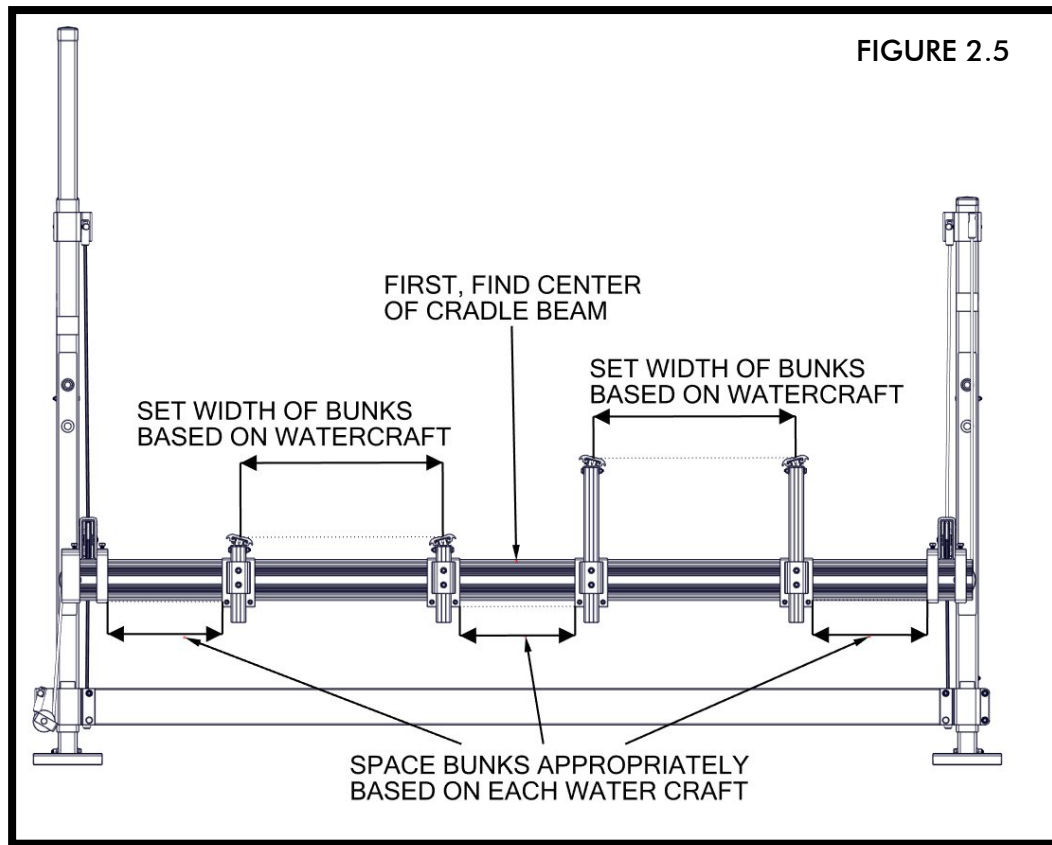 FIGURE 2.5
FIRST, FIND CENTER
OF CRADLE BEAM
SET WIDTH OF BUNKS
BASED ON WATERCRAFT
SET WIDTH OF BUNKS
BASED ON WATERCRAFT
SPACE BUNKS APPROPRIATELY
BASED ON EACH WATER CRAFT